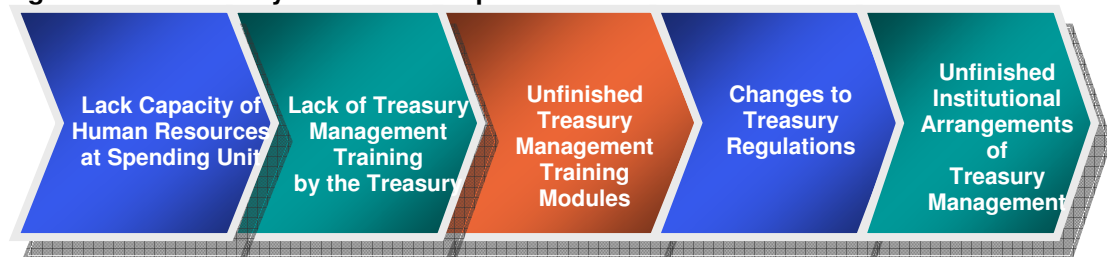 Lack Capacity of
Human Resources
at Spending Unit
Lack of Treasury
Management
Training
by the Treasury
Unfinished
Treasury
Management
Training
Modules
Changes to
Treasury
Regulations
Unfinished
Institutional
Arrangements
of
Treasury
Management